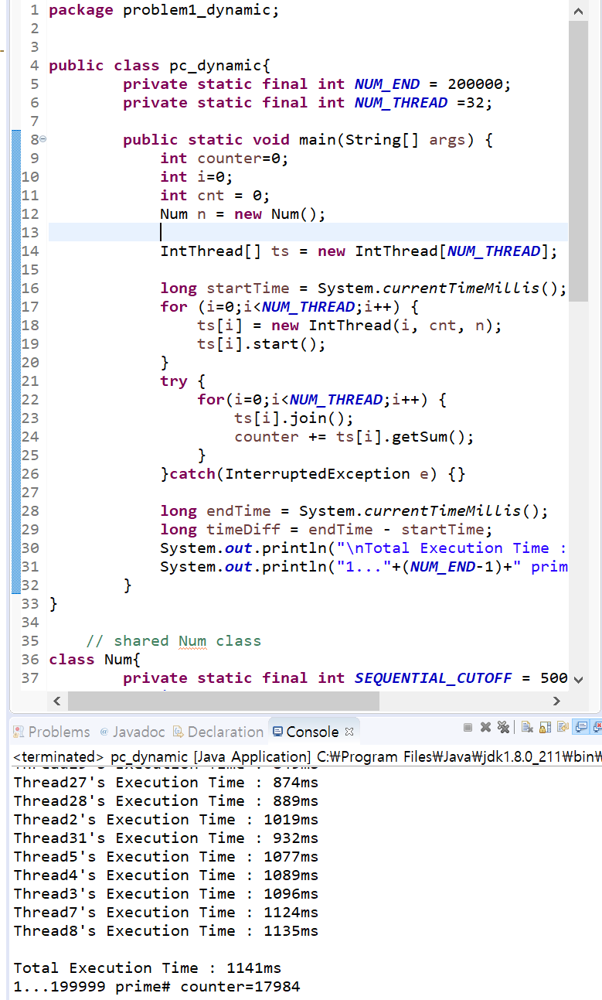 1 package problem1_dynamic;
2
3
4 public class pc_dynamic{
5 private static final int NUM_END = 200000;
6 private static final int NUM_THREAD =32;
7
8 public static void main(String[] args) {
9 int counter=0;
10 int i=0;
11 int cnt = 0;
12 Num n = new Num();
13
14 IntThread[] ts = new IntThread[NUM_THREAD];
15
16 long startTime = System.currentTimeMillis();
17 for (i=0;i<NUM_THREAD;i++) {
18 ts[i] = new IntThread(i, cnt, n);
19 ts[i].start();
20 }
21 try {
22 for(i=0;i<NUM_THREAD;i++) {
23 ts[i].join();
24 counter += ts[i].getSum();
25 }
26 }catch(InterruptedException e) {}
27
28 long endTime = System.currentTimeMillis();
29 long timeDiff = endTime - startTime;
30 System.out.println("\nTotal Execution Time :
31 System.out.println("1..."+(NUM_END-1)+" prim
32 }
33 }
34
35 // shared Num class
36 class Num{
37 private static final int SEQUENTIAL_CUTOFF = 500
Problems @ Javadoc Declaration Console
<terminated> pc_dynamic [Java Application] C:₩Program Files₩Java₩jdk1.8.0_211₩bin₩
Thread27's Execution Time : 874ms
Thread28's Execution Time : 889ms
Thread2's Execution Time : 1019ms
Thread31's Execution Time : 932ms
Thread5's Execution Time : 1077ms
Thread4's Execution Time : 1089ms
Thread3's Execution Time : 1096ms
Thread7's Execution Time : 1124ms
Thread8's Execution Time : 1135ms
Total Execution Time : 1141ms
1...199999 prime# counter=17984